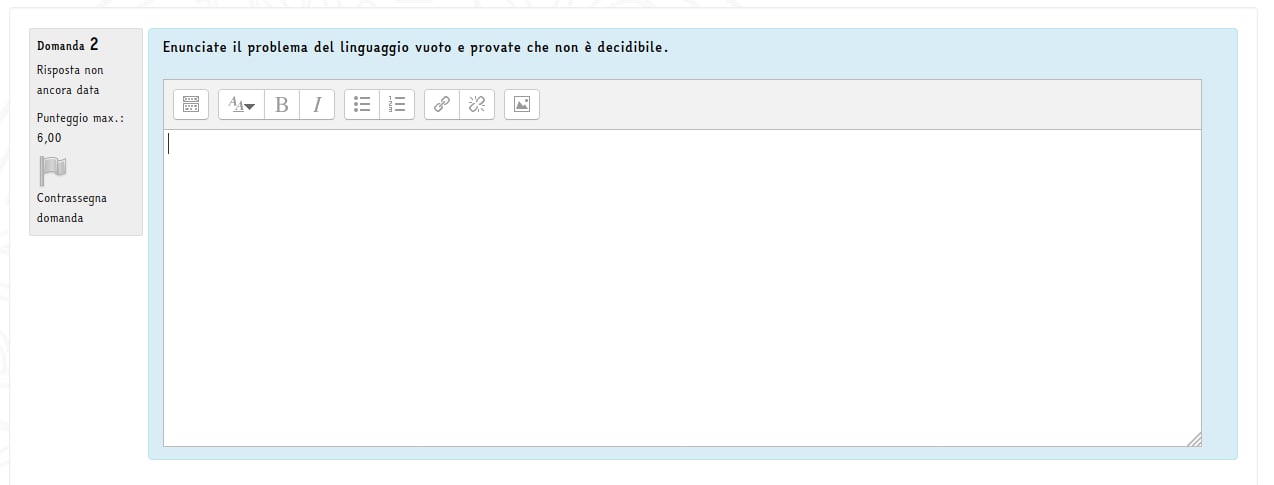 Domanda 2
Risposta non
ancora data
Punteggio max.:
6,00
Contrassegna
domanda
Enunciate il problema del linguaggio vuoto e provate che non è decidibile.